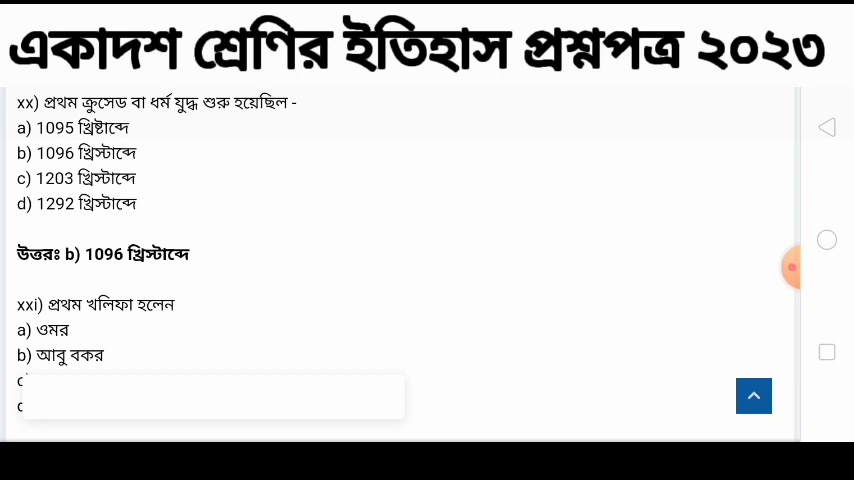 একাদশ শ্রেণির ইতিহাস প্রশ্নপত্র ২০২৩
xx) প্রথম ক্রুসেড বা ধর্ম যুদ্ধ শুরু হয়েছিল -
a) 1095 খ্রিষ্টাব্দে
b) 1096 খ্রিস্টাব্দে
c) 1203 খ্রিস্টাব্দে
d) 1292 খ্রিস্টাব্দে
উত্তরঃ b) 1096 খ্রিস্টাব্দে
xxi) প্রথম খলিফা হলেন
a) ওমর
b) আবু বকর